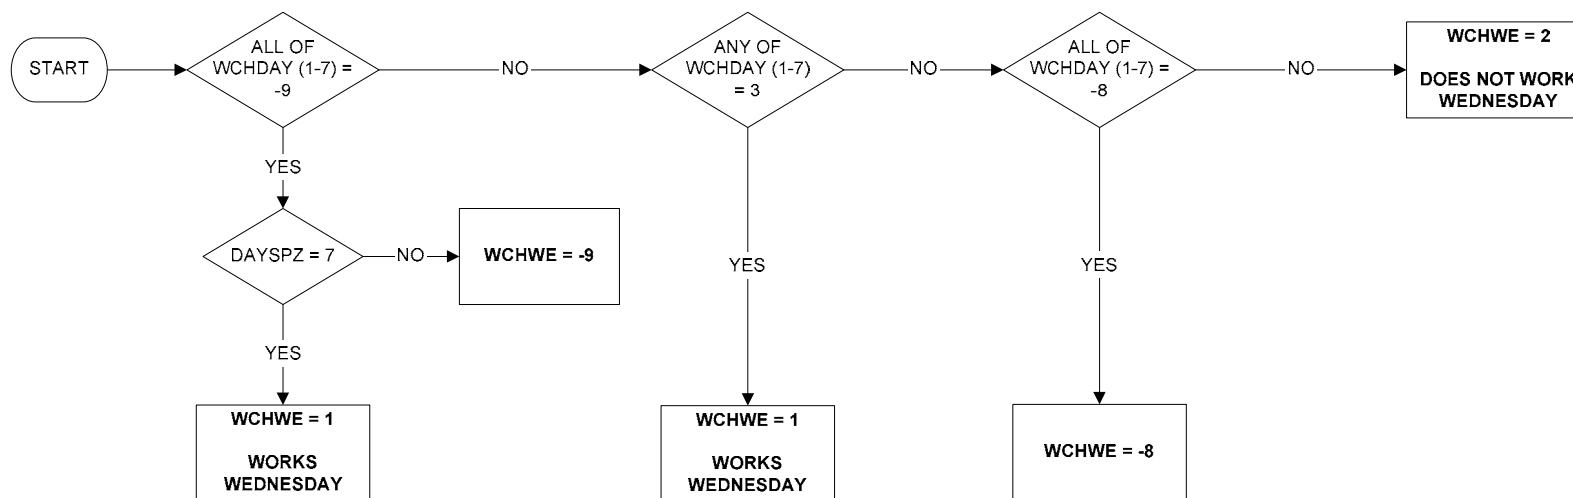 START
ALL OF
WCHDAY (1-7) =
-9
NO
ANY OF
WCHDAY (1-7)
= 3
NO
ALL OF
WCHDAY (1-7) =
-8
NO
WCHWE = 2
DOES NOT WORK
WEDNESDAY
YES
DAYSPZ = 7
NO
WCHWE = -9
YES
YES
YES
WCHWE = 1
WORKS
WEDNESDAY
WCHWE = 1
WORKS
WEDNESDAY
WCHWE = -8